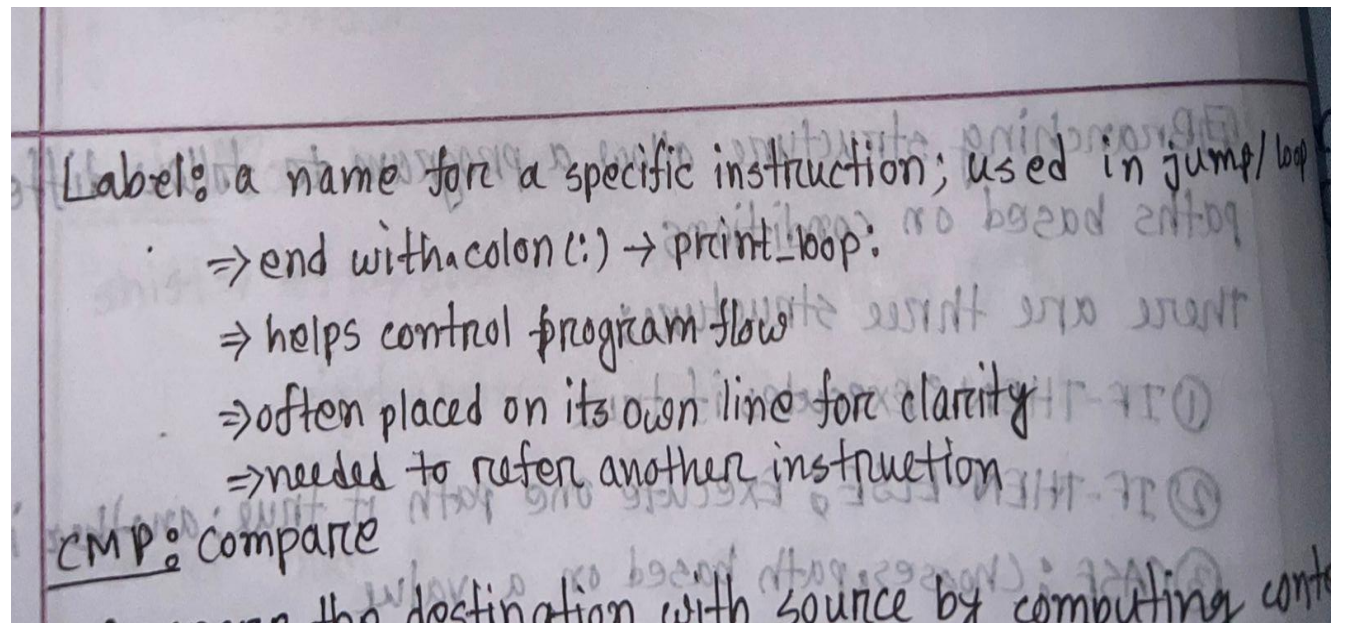 Label: a name for a specific instruction; used in jump/loop
⇒ end with a colon (:) → print_loop:
⇒ helps control program flow
⇒ often placed on its own line for clarity
⇒ needed to refer another instruction
CMP: compare
the destination with source by computing